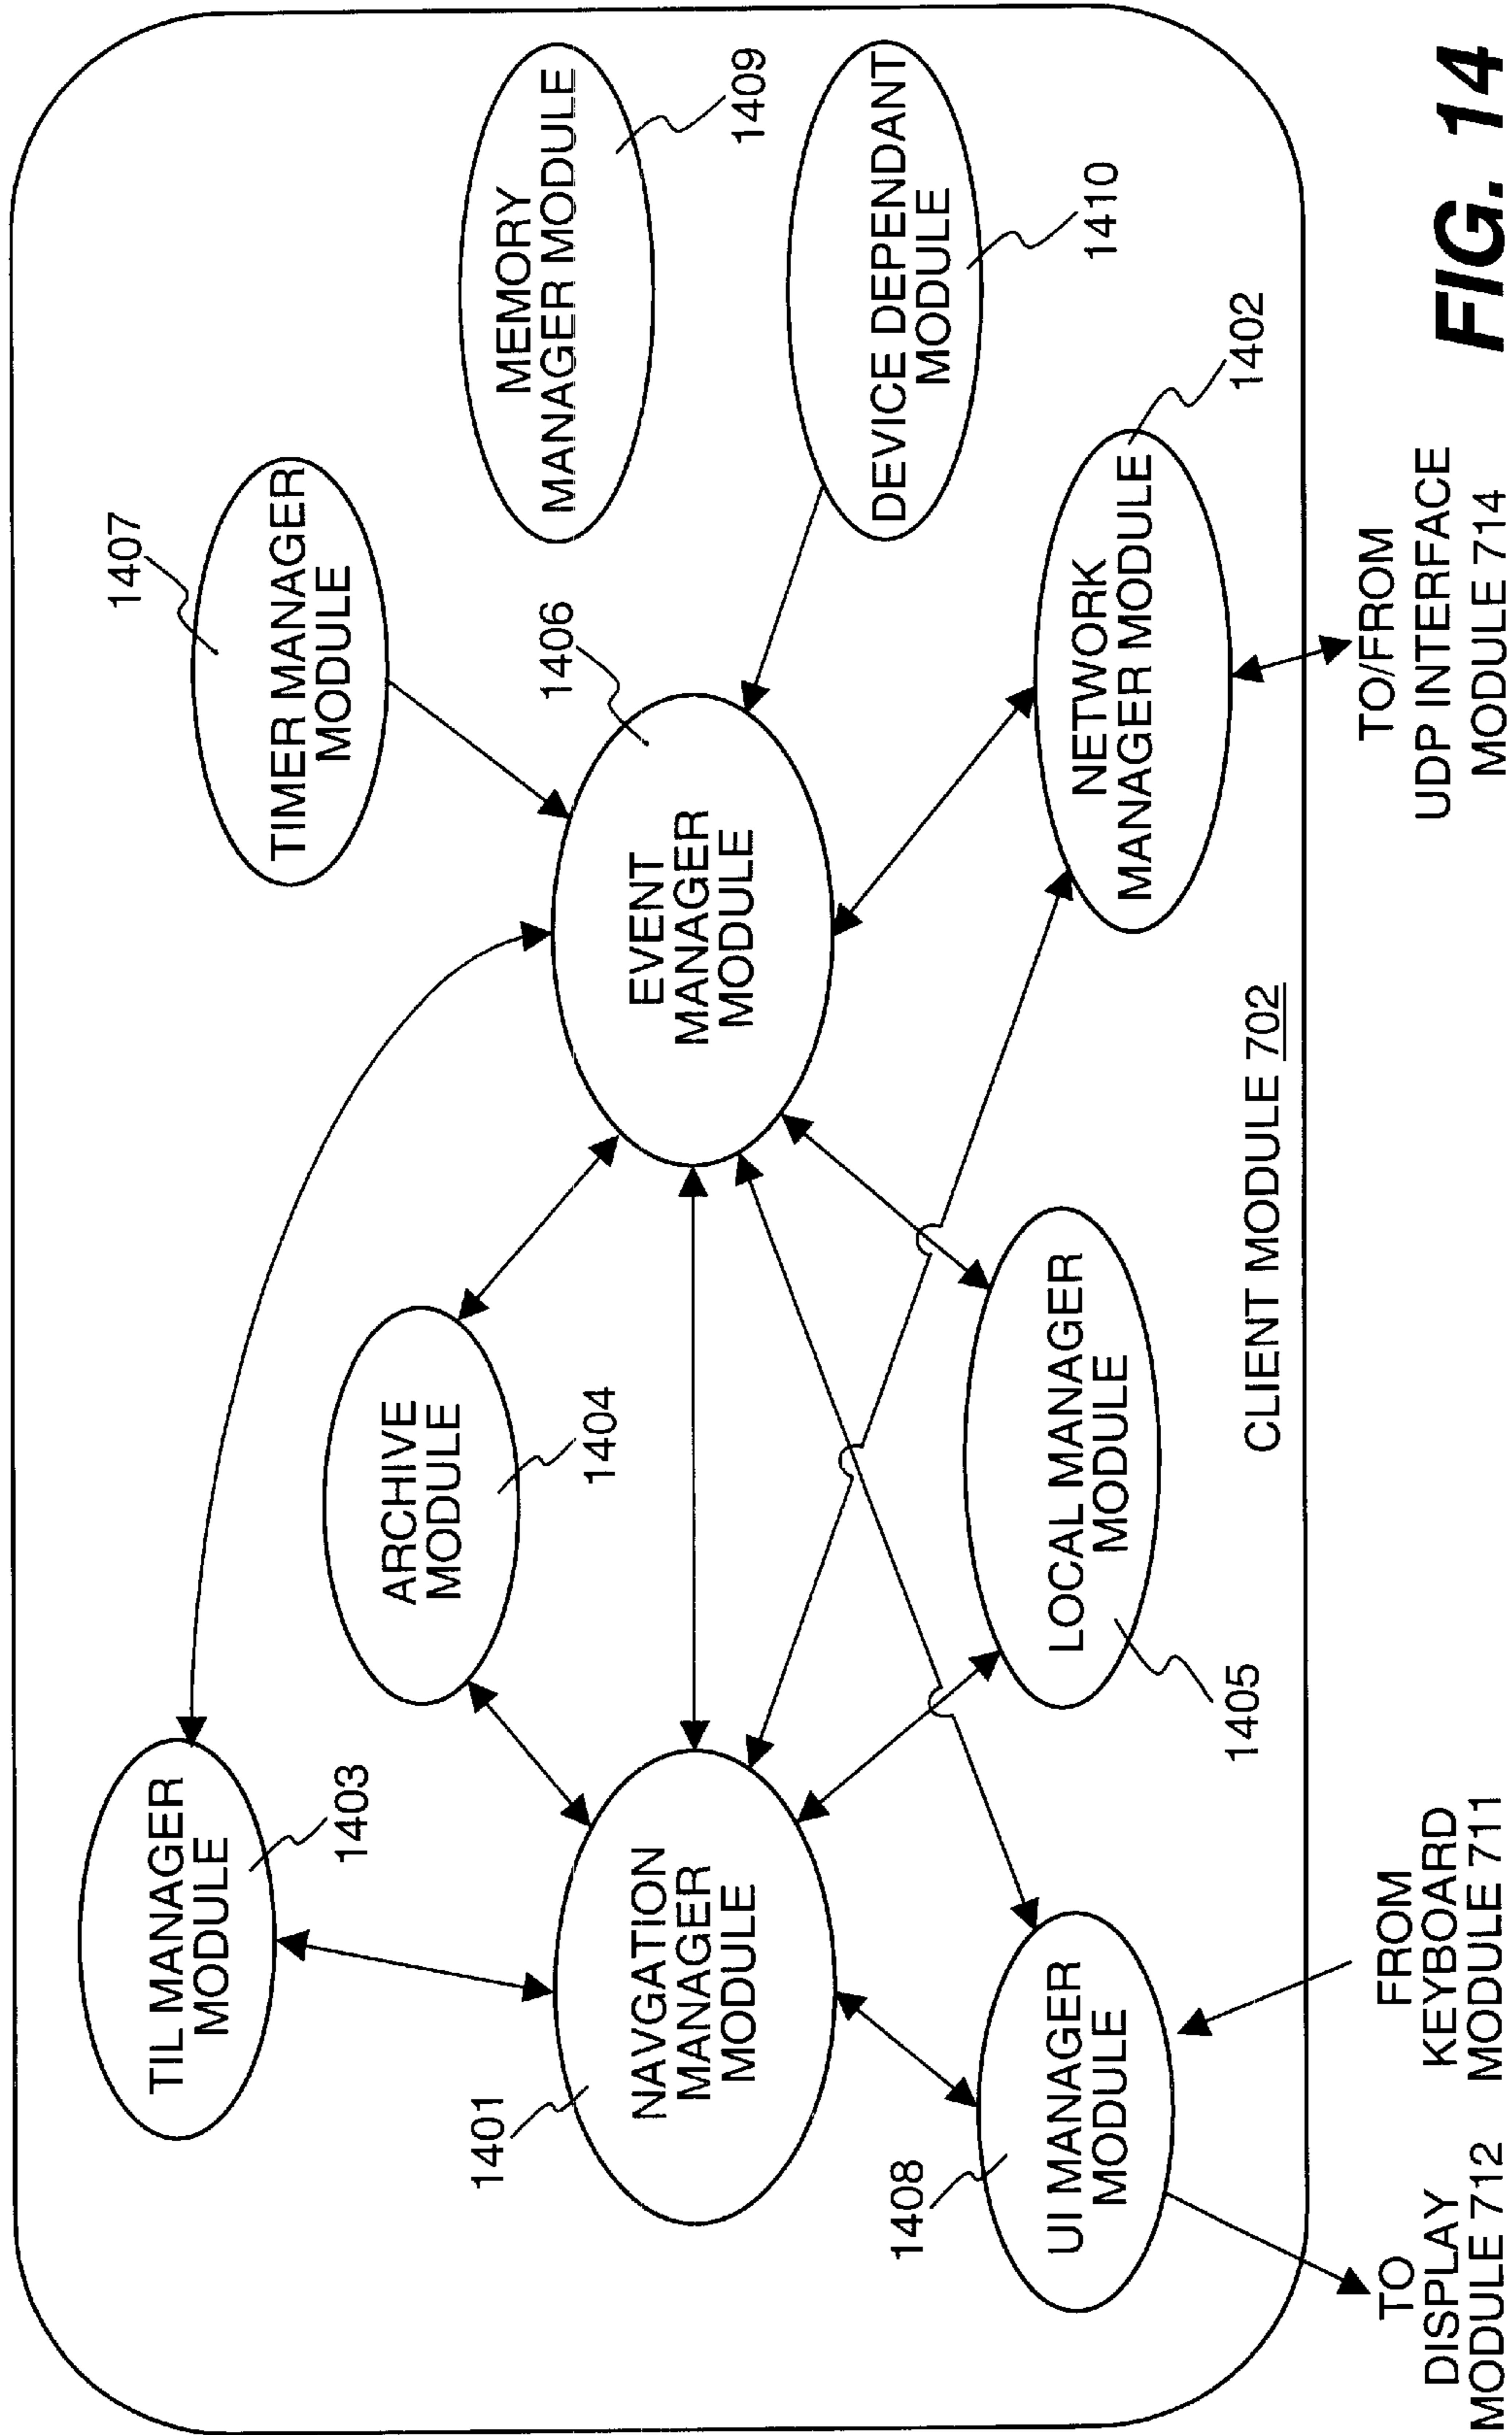 TIL MANAGER
MODULE
1403
1407
TIMER MANAGER
MODULE
ARCHIVE
MODULE
1404
MEMORY
MANAGER MODULE
1409
1401
NAVGATION
MANAGER
MODULE
1406
EVENT
MANAGER
MODULE
DEVICE DEPENDANT
MODULE
1410
1408
UI MANAGER
MODULE
LOCAL MANAGER
MODULE
1405
NETWORK
MANAGER MODULE
1402
CLIENT MODULE 702
TO
DISPLAY
MODULE 712
FROM
KEYBOARD
MODULE 711
TO/FROM
UDP INTERFACE
MODULE 714
FIG. 14